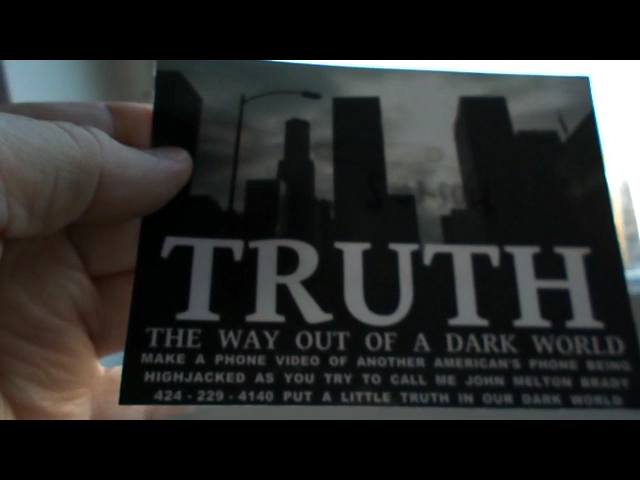 TRUTH
THE WAY OUT OF A DARK WORLD
MAKE A PHONE VIDEO OF ANOTHER AMERICAN'S PHONE BEING
HIGHJACKED AS YOU TRY TO CALL ME JOHN MELTON BRADY
424 - 229 - 4140 PUT A LITTLE TRUTH IN OUR DARK WORLD